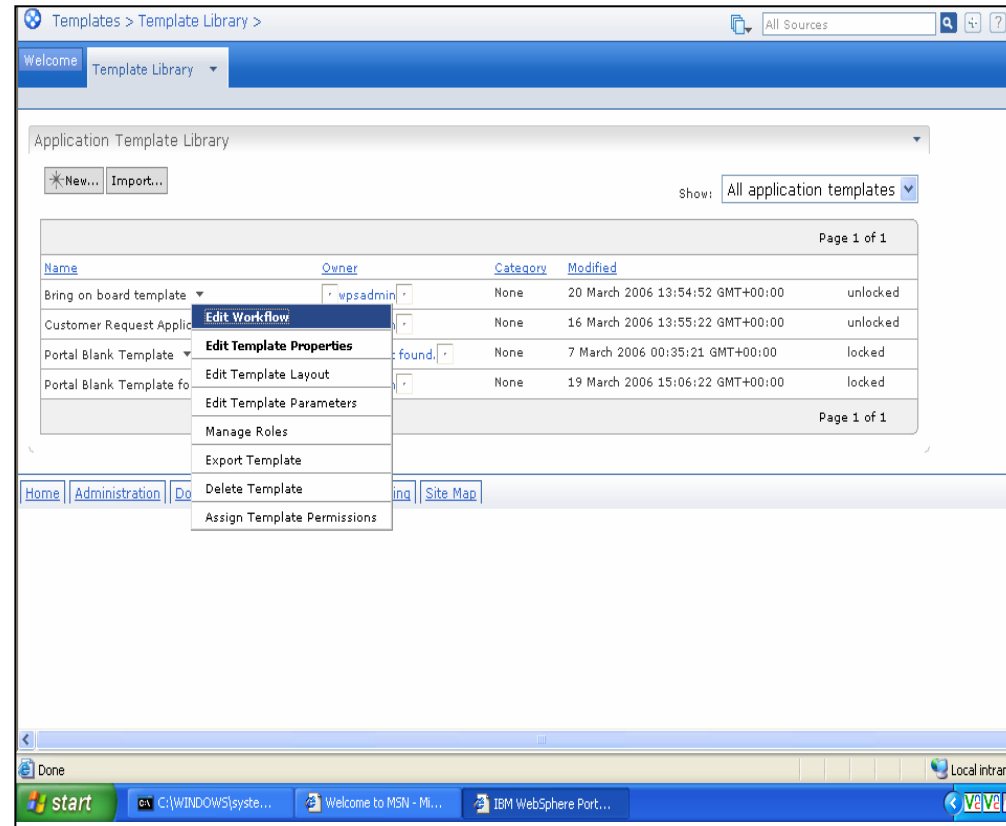 Templates > Template Library >
All Sources
Welcome
Template Library
Application Template Library
New... Import...
Show: All application templates
Page 1 of 1
Name Owner Category Modified
Bring on board template wpsadmin None 20 March 2006 13:54:52 GMT+00:00 unlocked
Customer Request Applic None 16 March 2006 13:55:22 GMT+00:00 unlocked
Portal Blank Template found. None 7 March 2006 00:35:21 GMT+00:00 locked
Portal Blank Template fo None 19 March 2006 15:06:22 GMT+00:00 locked
Page 1 of 1
Edit Workflow
Edit Template Properties
Edit Template Layout
Edit Template Parameters
Manage Roles
Export Template
Delete Template
Assign Template Permissions
Home Administration Do ing Site Map
Done Local intran
start C:\WINDOWS\syste... Welcome to MSN - Mi... IBM WebSphere Port...